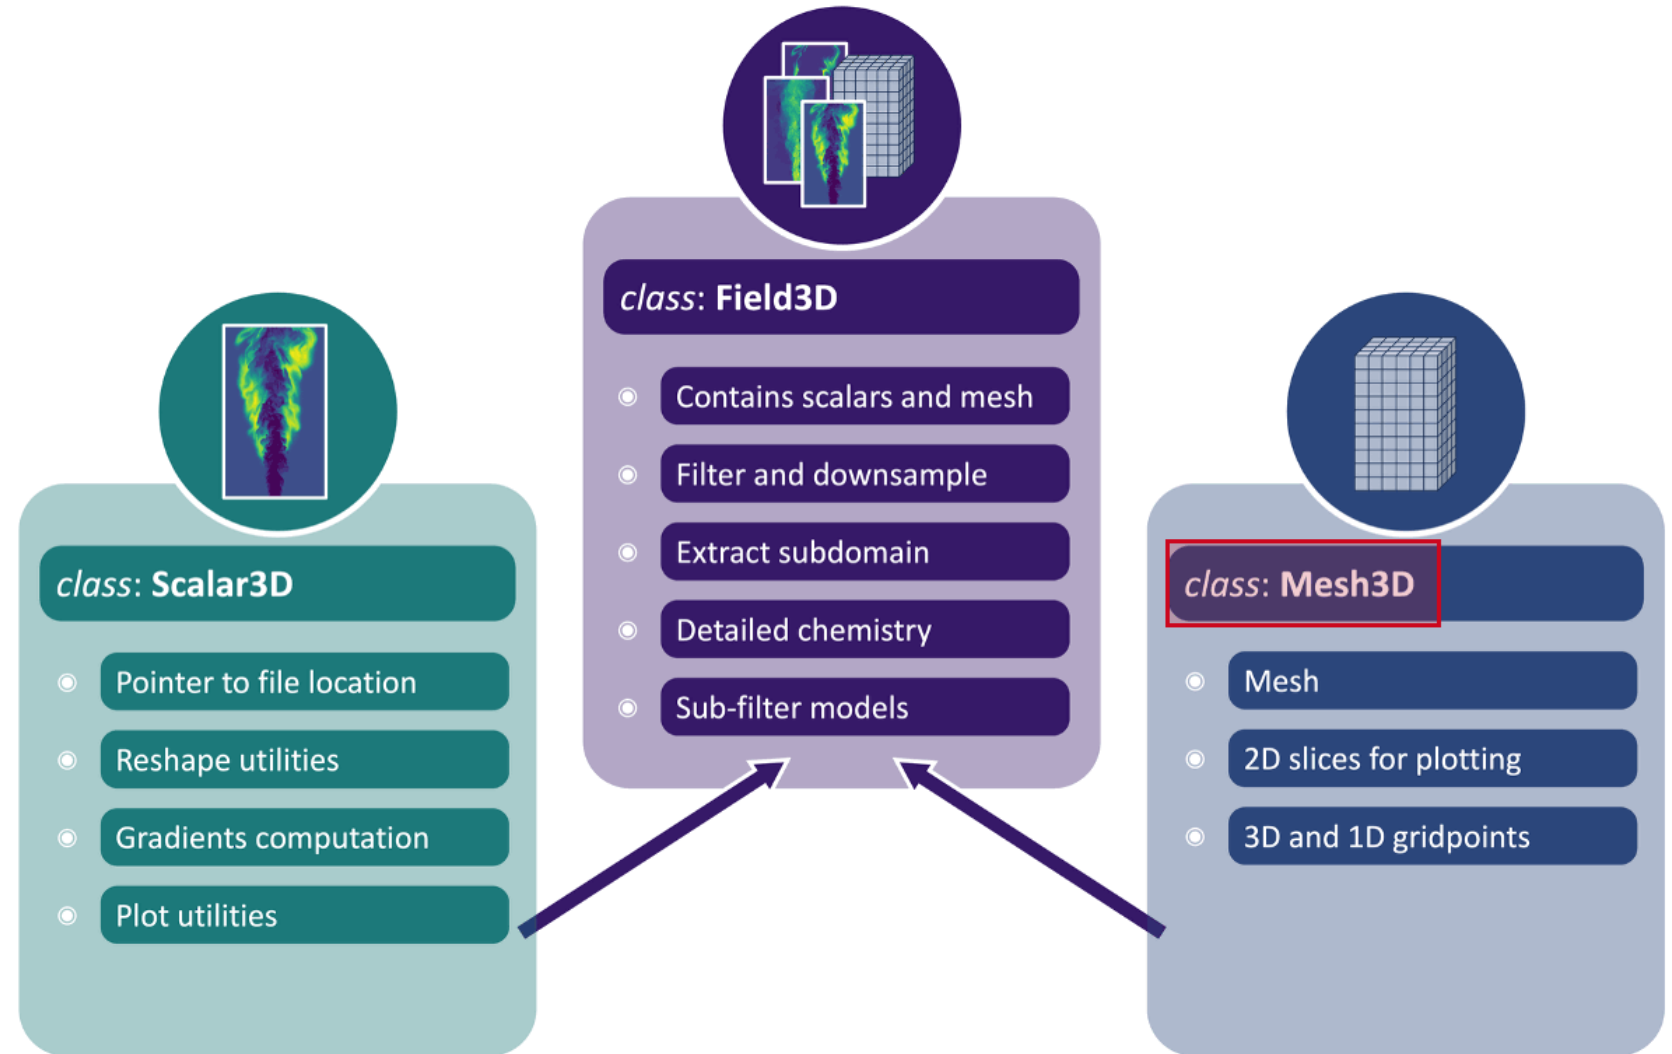 class: Field3D
Contains scalars and mesh
Filter and downsample
Extract subdomain
Detailed chemistry
Sub-filter models
class: Scalar3D
Pointer to file location
Reshape utilities
Gradients computation
Plot utilities
class: Mesh3D
Mesh
2D slices for plotting
3D and 1D gridpoints